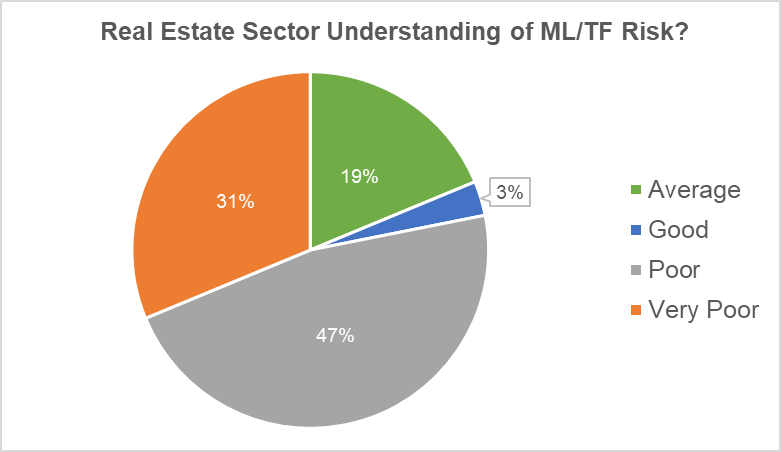 Real Estate Sector Understanding of ML/TF Risk?
19%
3%
31%
47%
Average
Good
Poor
Very Poor